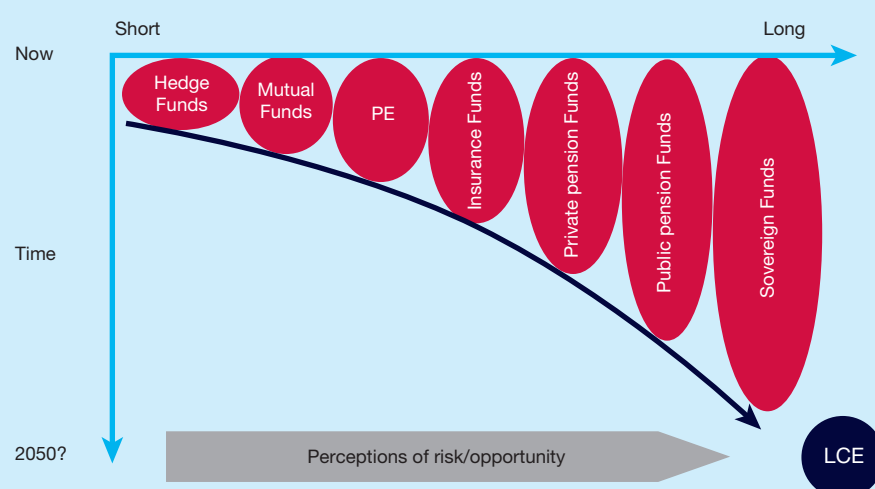 Short
Long
Now
Hedge
Funds
Mutual
Funds
PE
Insurance Funds
Private pension Funds
Public pension Funds
Sovereign Funds
Time
2050?
Perceptions of risk/opportunity
LCE